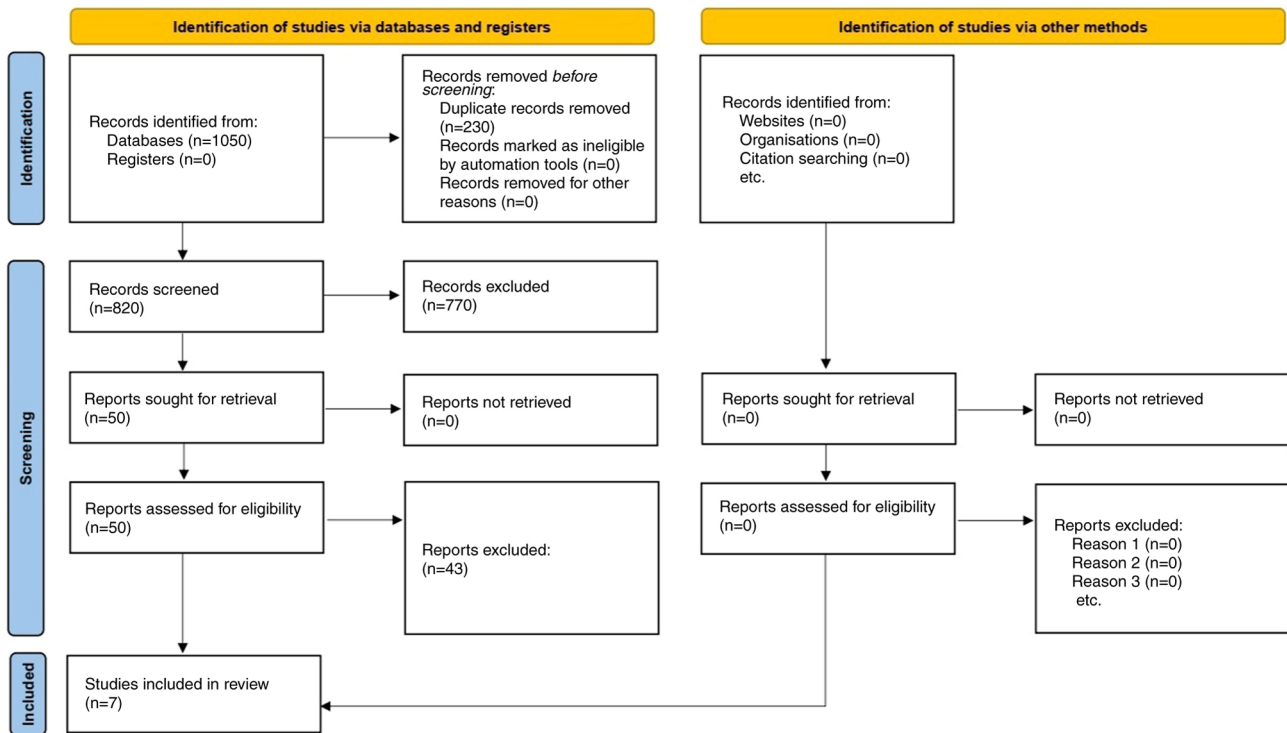 Identification of studies via databases and registers
Identification of studies via other methods
Identification
Records identified from:
Databases (n=1050)
Registers (n=0)
Records removed before
screening:
Duplicate records removed
(n=230)
Records marked as ineligible
by automation tools (n=0)
Records removed for other
reasons (n=0)
Records identified from:
Websites (n=0)
Organisations (n=0)
Citation searching (n=0)
etc.
Screening
Records screened
(n=820)
Records excluded
(n=770)
Reports sought for retrieval
(n=50)
Reports not retrieved
(n=0)
Reports sought for retrieval
(n=0)
Reports not retrieved
(n=0)
Reports assessed for eligibility
(n=50)
Reports excluded:
(n=43)
Reports assessed for eligibility
(n=0)
Reports excluded:
Reason 1 (n=0)
Reason 2 (n=0)
Reason 3 (n=0)
etc.
Included
Studies included in review
(n=7)